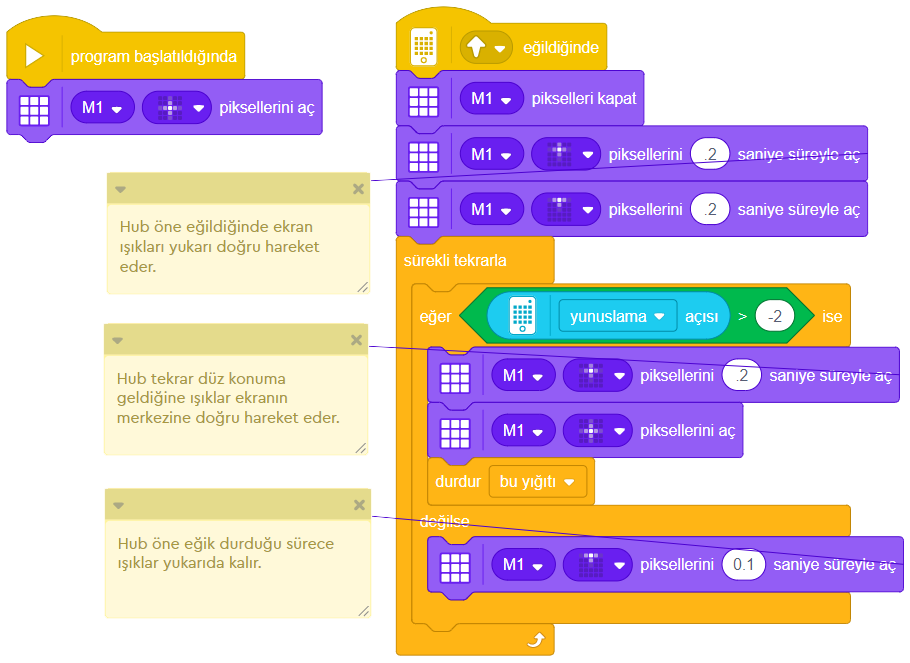 program başlatıldığında
M1 piksellerini aç
Hub öne eğildiğinde ekran
ışıkları yukarı doğru hareket
eder.
Hub tekrar düz konuma
geldiğine ışıklar ekranın
merkezine doğru hareket eder.
Hub öne eğik durduğu sürece
ışıklar yukarıda kalır.
eğildiğinde
M1 pikselleri kapat
M1 piksellerini .2 saniye süreyle aç
M1 piksellerini .2 saniye süreyle aç
sürekli tekrarla
eğer yunuslama açısı > -2 ise
M1 piksellerini .2 saniye süreyle aç
M1 piksellerini aç
durdur bu yığıtı
değilse
M1 piksellerini 0.1 saniye süreyle aç